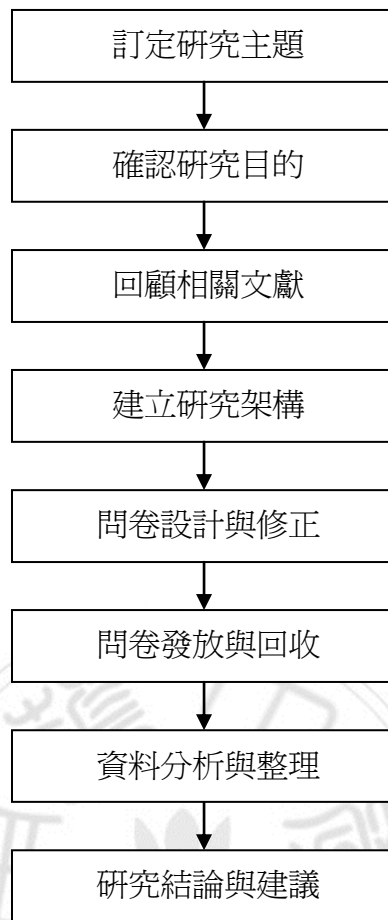 訂定研究主題
確認研究目的
回顧相關文獻
建立研究架構
問卷設計與修正
問卷發放與回收
資料分析與整理
研究結論與建議